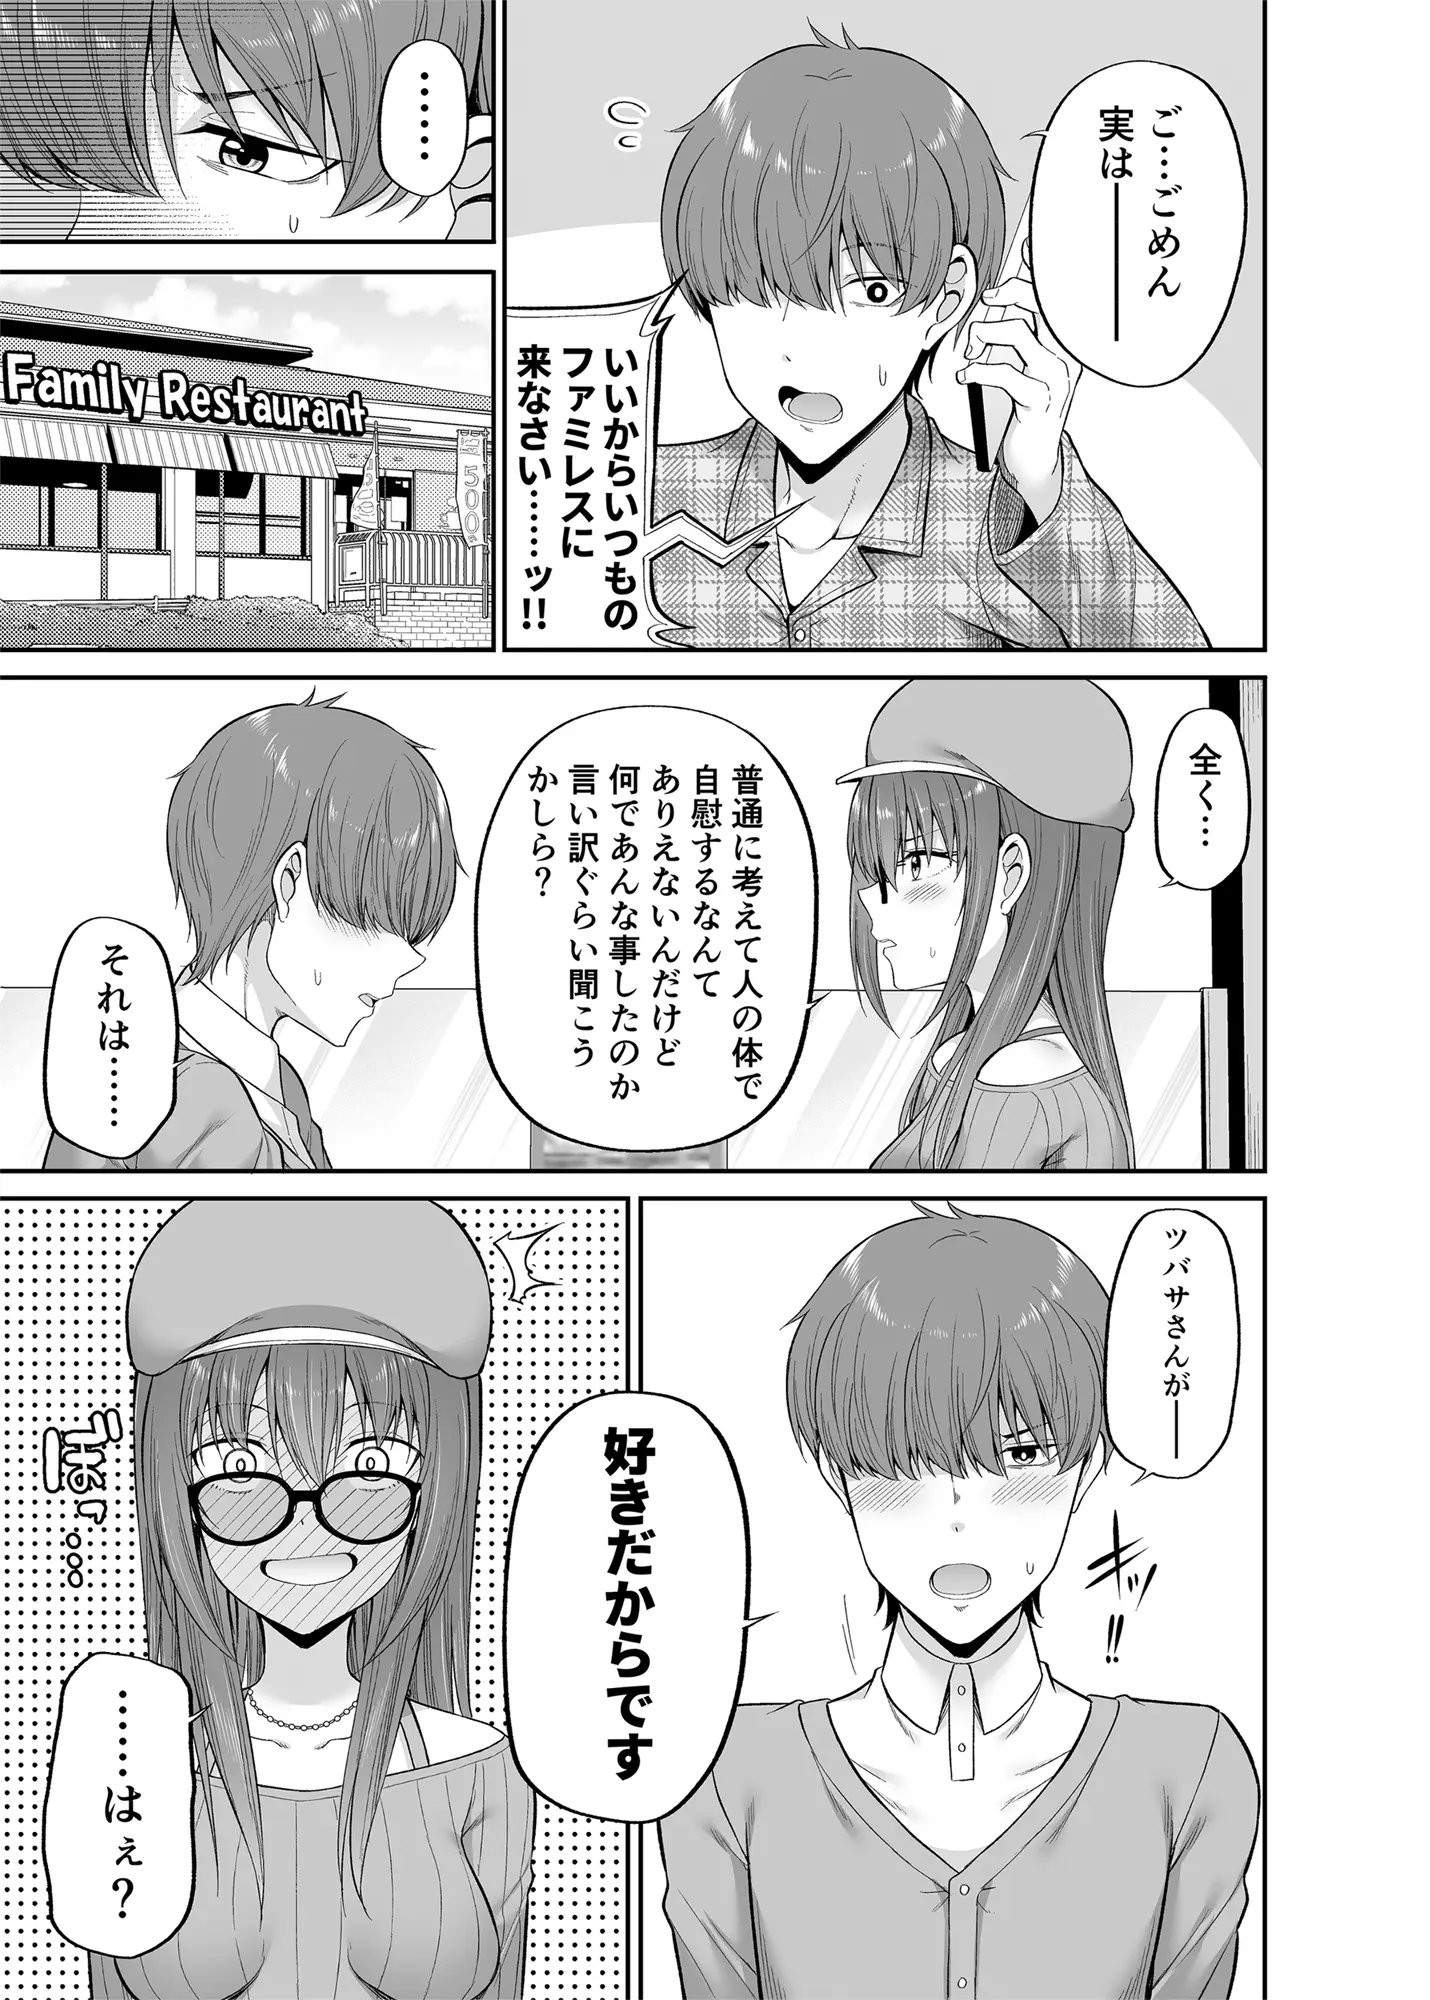 ご…ごめん
実は――
いいからいつもの
ファミレスに
来なさい……ッ!!
………
Family Restaurant
500
全く…
普通に考えて人の体で
自慰するなんて
ありえないんだけど
何であんな事したのか
言い訳ぐらい聞こう
かしら?
それは……
ツバサさんが――
キッ!!
好きだからです
……はぇ?